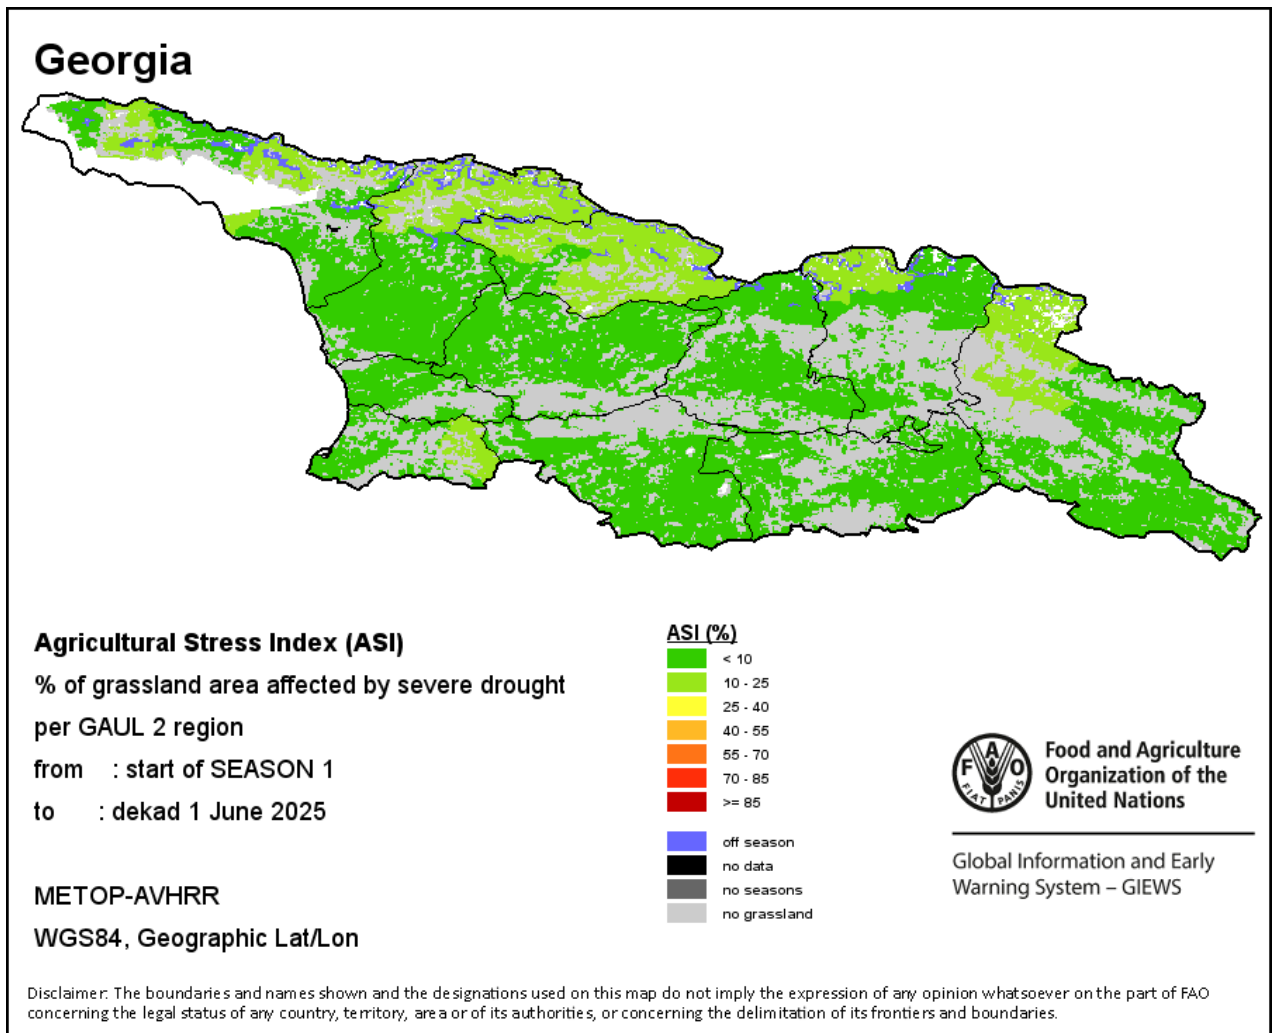 Georgia
Agricultural Stress Index (ASI)
% of grassland area affected by severe drought
per GAUL 2 region
from : start of SEASON 1
to : dekad 1 June 2025
METOP-AVHRR
WGS84, Geographic Lat/Lon
ASI (%)
< 10
10 - 25
25 - 40
40 - 55
55 - 70
70 - 85
>= 85
off season
no data
no seasons
no grassland
F A O
FIAT PANIS
Food and Agriculture
Organization of the
United Nations
Global Information and Early
Warning System – GIEWS
Disclaimer: The boundaries and names shown and the designations used on this map do not imply the expression of any opinion whatsoever on the part of FAO
concerning the legal status of any country, territory, area or of its authorities, or concerning the delimitation of its frontiers and boundaries.